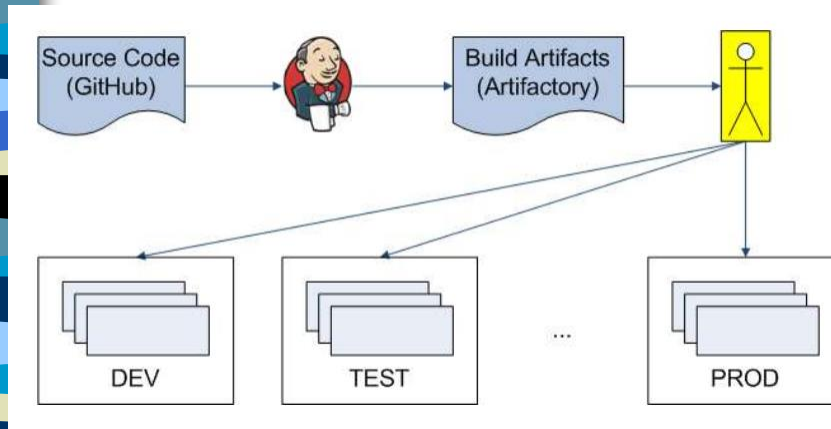 Source Code
(GitHub)
Build Artifacts
(Artifactory)
DEV
TEST
...
PROD